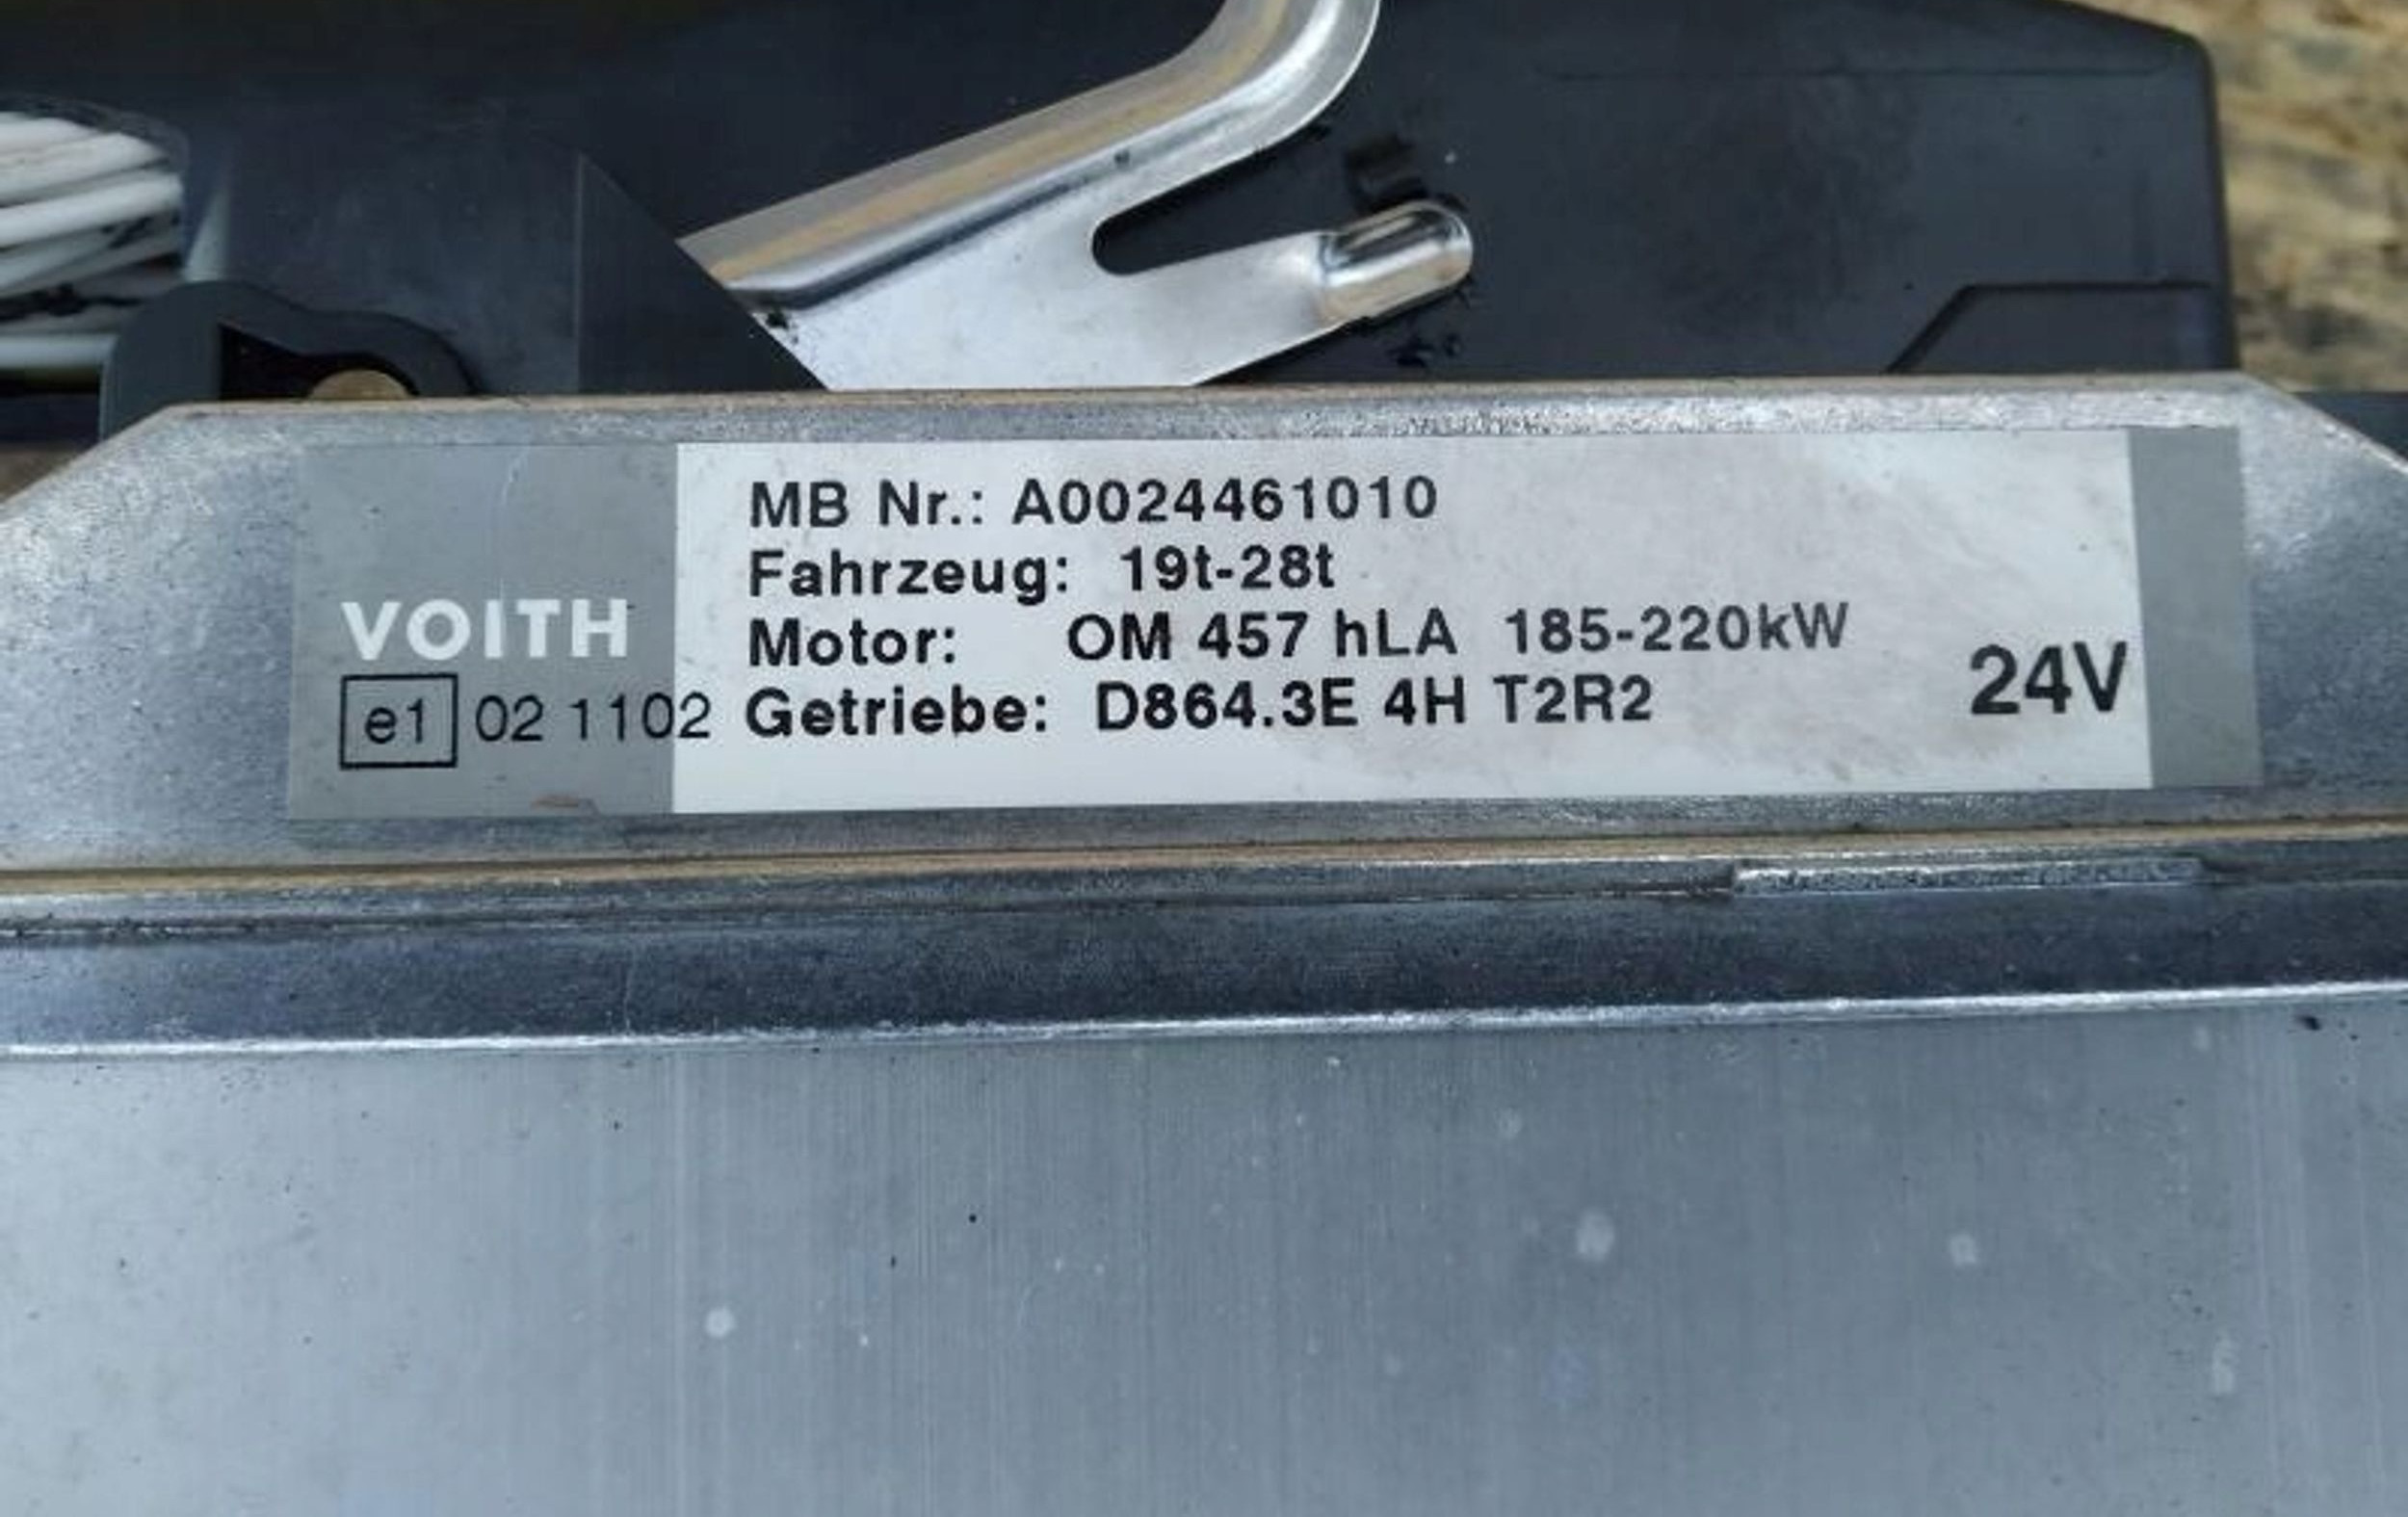 MB Nr.: A0024461010
Fahrzeug: 19t-28t
VOITH
Motor: OM 457 hLA 185-220kW
24V
e1 02 1102
Getriebe: D864.3E 4H T2R2